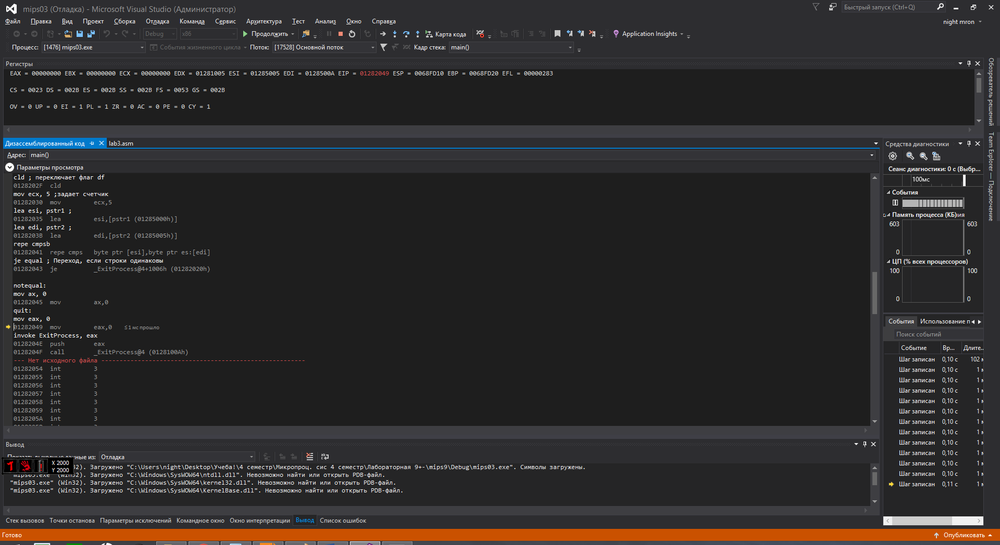 mips03 (Отладка) - Microsoft Visual Studio (Администратор)
Быстрый запуск (Ctrl+Q)
Файл Правка Вид Проект Сборка Отладка Команда Сервис Архитектура Тест Анализ Окно Справка
night mron
Debug x86 Продолжить Карта кода Application Insights
Процесс: [1476] mips03.exe События жизненного цикла Поток: [17528] Основной поток Кадр стека: main()
Регистры
EAX = 00000000 EBX = 00000000 ECX = 00000000 EDX = 01281005 ESI = 01285005 EDI = 0128500A EIP = 01282049 ESP = 0068FD10 EBP = 0068FD20 EFL = 00000283
CS = 0023 DS = 002B ES = 002B SS = 002B FS = 0053 GS = 002B
OV = 0 UP = 0 EI = 1 PL = 1 ZR = 0 AC = 0 PE = 0 CY = 1
Дизассемблированный код lab3.asm
Адрес: main()
Параметры просмотра
cld ; переключает флаг df
0128202F cld
mov ecx, 5 ;задает счетчик
01282030 mov ecx,5
lea esi, pstr1 ;
01282035 lea esi,[pstr1 (01285000h)]
lea edi, pstr2 ;
0128203B lea edi,[pstr2 (01285005h)]
repe cmpsb
01282041 repe cmps byte ptr [esi],byte ptr es:[edi]
je equal ; Переход, если строки одинаковы
01282043 je _ExitProcess@4+1006h (01282020h)
notequal:
mov ax, 0
01282045 mov ax,0
quit:
mov eax, 0
01282049 mov eax,0 ≤ 1 мс прошло
invoke ExitProcess, eax
0128204E push eax
0128204F call _ExitProcess@4 (0128100Ah)
--- Нет исходного файла --------------------------------------------------------
01282054 int 3
01282055 int 3
01282056 int 3
01282057 int 3
01282058 int 3
01282059 int 3
0128205A int 3
Средства диагностики
Сеанс диагностики: 0 с (Выбр...
100мс
События
Память процесса (КБ)
603 603
0 0
ЦП (% всех процессоров)
100 100
0 0
События Использование п
Поиск событий
Событие Вр... Длите...
Шаг записан 0,10 с 102 м
Шаг записан 0,10 с 1 м
Шаг записан 0,10 с 1 м
Шаг записан 0,10 с 1 м
Шаг записан 0,10 с 1 м
Шаг записан 0,10 с 1 м
Шаг записан 0,10 с 1 м
Шаг записан 0,10 с 1 м
Шаг записан 0,10 с 1 м
Шаг записан 0,10 с 1 м
Шаг записан 0,10 с 1 м
Шаг записан 0,10 с 1 м
Шаг записан 0,11 с 1 м
Обозреватель решений
Team Explorer — Подключение
Вывод
Показать выходные данные из: Отладка
X 2000
Y 2000
32). Загружено "C:\Users\night\Desktop\Учеба!\4 семестр\Микропроц. сис 4 семестр\Лабораторная 9+-\mips9\Debug\mips03.exe". Символы загружены.
"mips03.exe" (Win32). Загружено "C:\Windows\SysWOW64\ntdll.dll". Невозможно найти или открыть PDB-файл.
"mips03.exe" (Win32). Загружено "C:\Windows\SysWOW64\kernel32.dll". Невозможно найти или открыть PDB-файл.
"mips03.exe" (Win32). Загружено "C:\Windows\SysWOW64\KernelBase.dll". Невозможно найти или открыть PDB-файл.
Стек вызовов Точки останова Параметры исключений Командное окно Окно интерпретации Вывод Список ошибок
Готово
Опубликовать